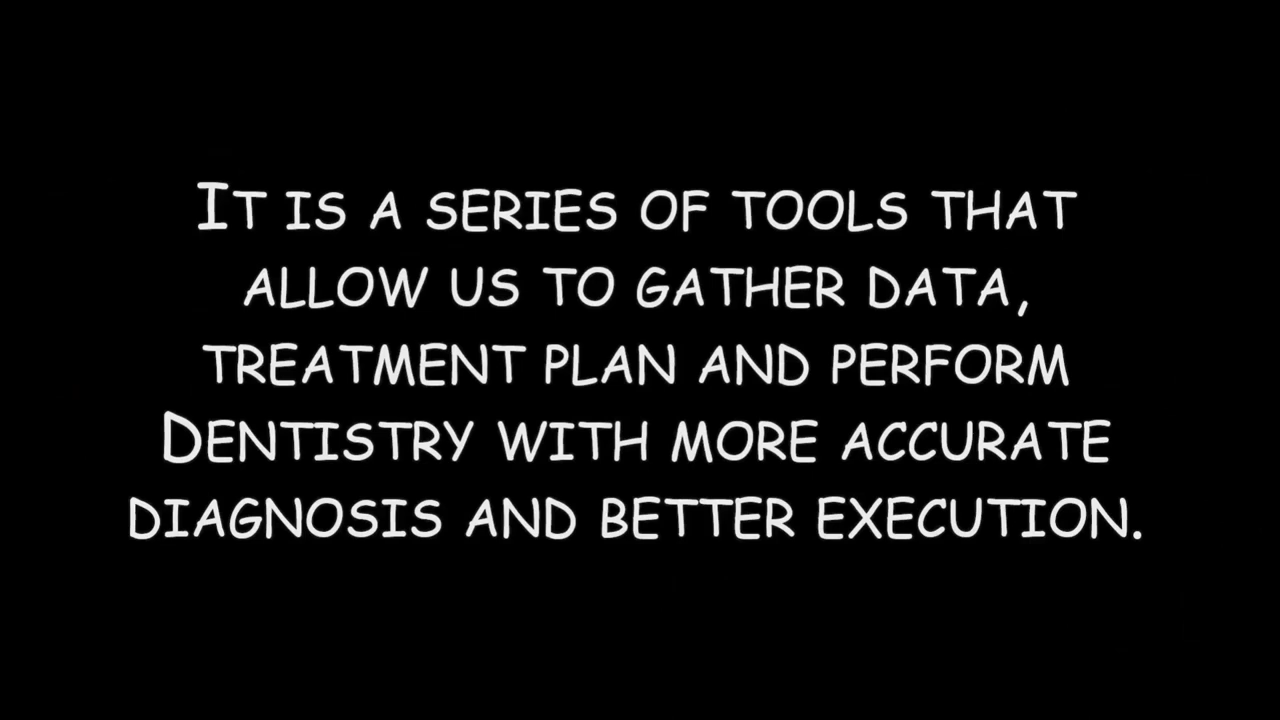 It is a series of tools that
allow us to gather data,
treatment plan and perform
Dentistry with more accurate
diagnosis and better execution.